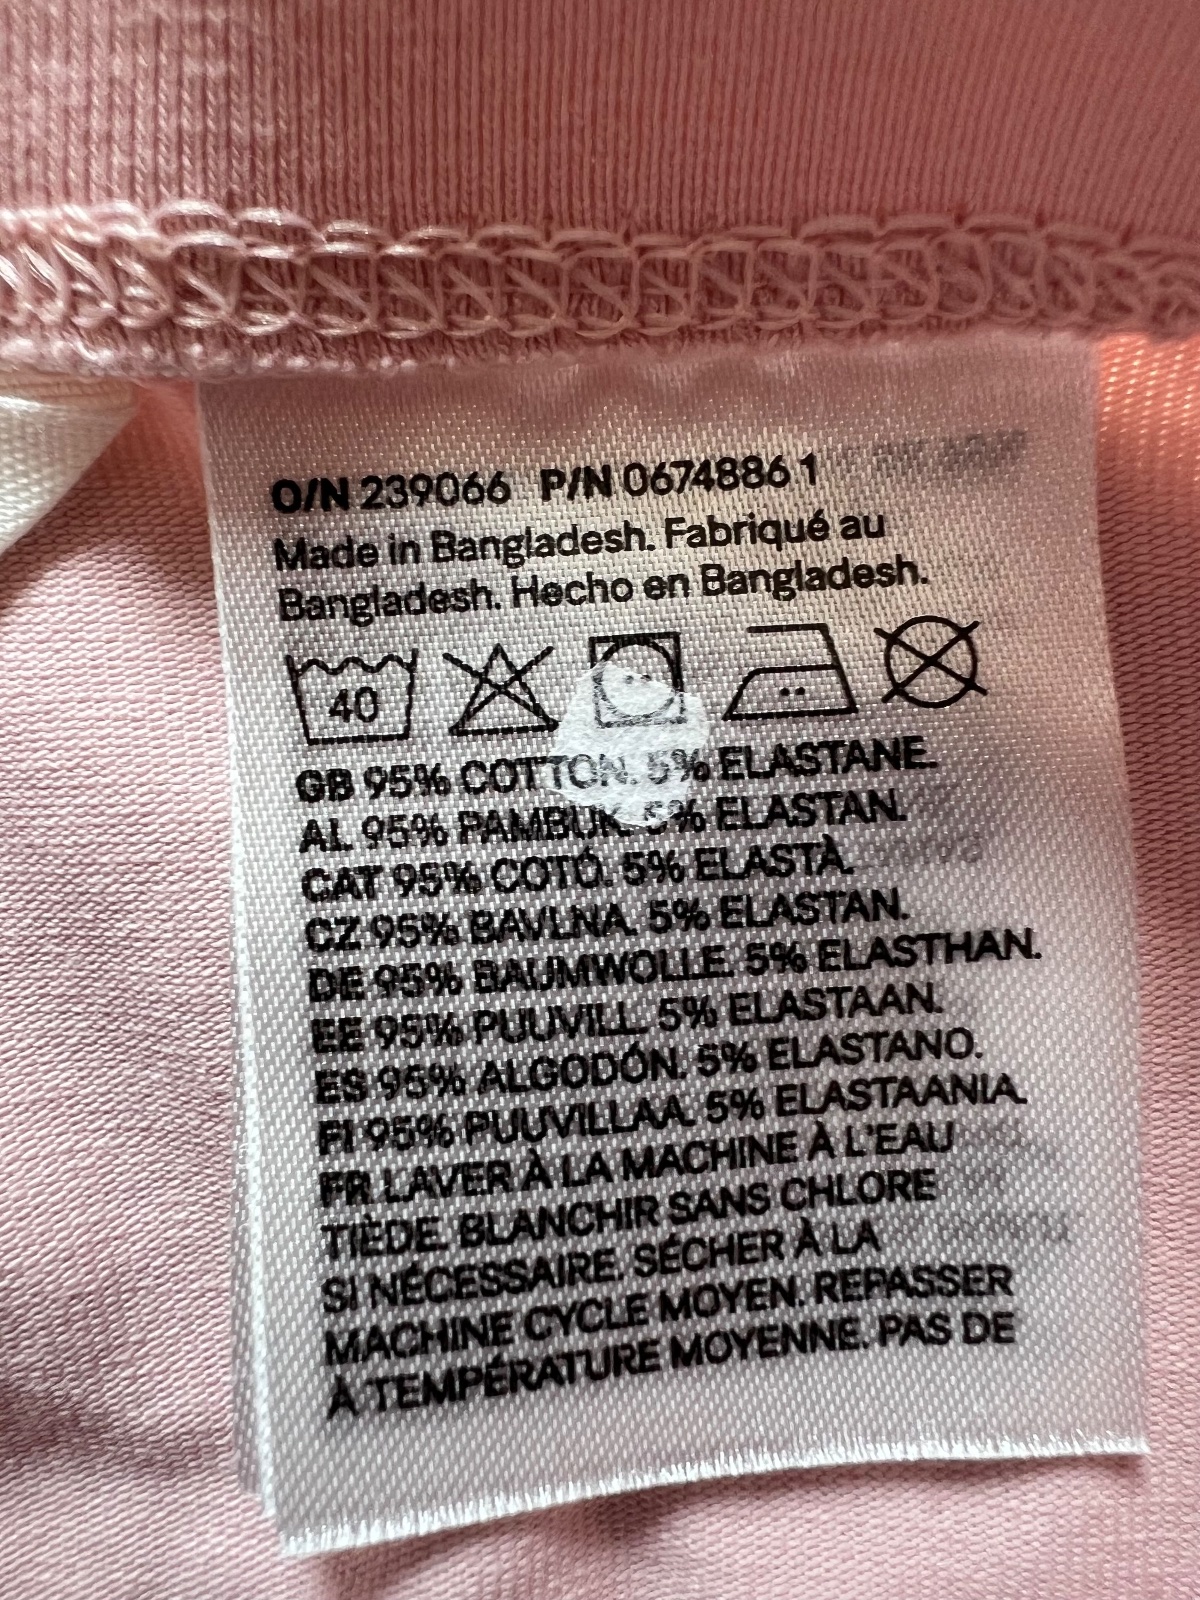 O/N 239066 P/N 0674886 1
Made in Bangladesh. Fabriqué au
Bangladesh. Hecho en Bangladesh.
40
GB 95% COTTON. 5% ELASTANE.
AL 95% PAMBUK. 5% ELASTAN.
CAT 95% COTÓ. 5% ELASTÀ.
CZ 95% BAVLNA. 5% ELASTAN.
DE 95% BAUMWOLLE. 5% ELASTHAN.
EE 95% PUUVILL. 5% ELASTAAN.
ES 95% ALGODÓN. 5% ELASTANO.
FI 95% PUUVILLAA. 5% ELASTAANIA.
FR LAVER À LA MACHINE À L'EAU
TIÈDE. BLANCHIR SANS CHLORE
SI NÉCESSAIRE. SÉCHER À LA
MACHINE CYCLE MOYEN. REPASSER
À TEMPÉRATURE MOYENNE. PAS DE